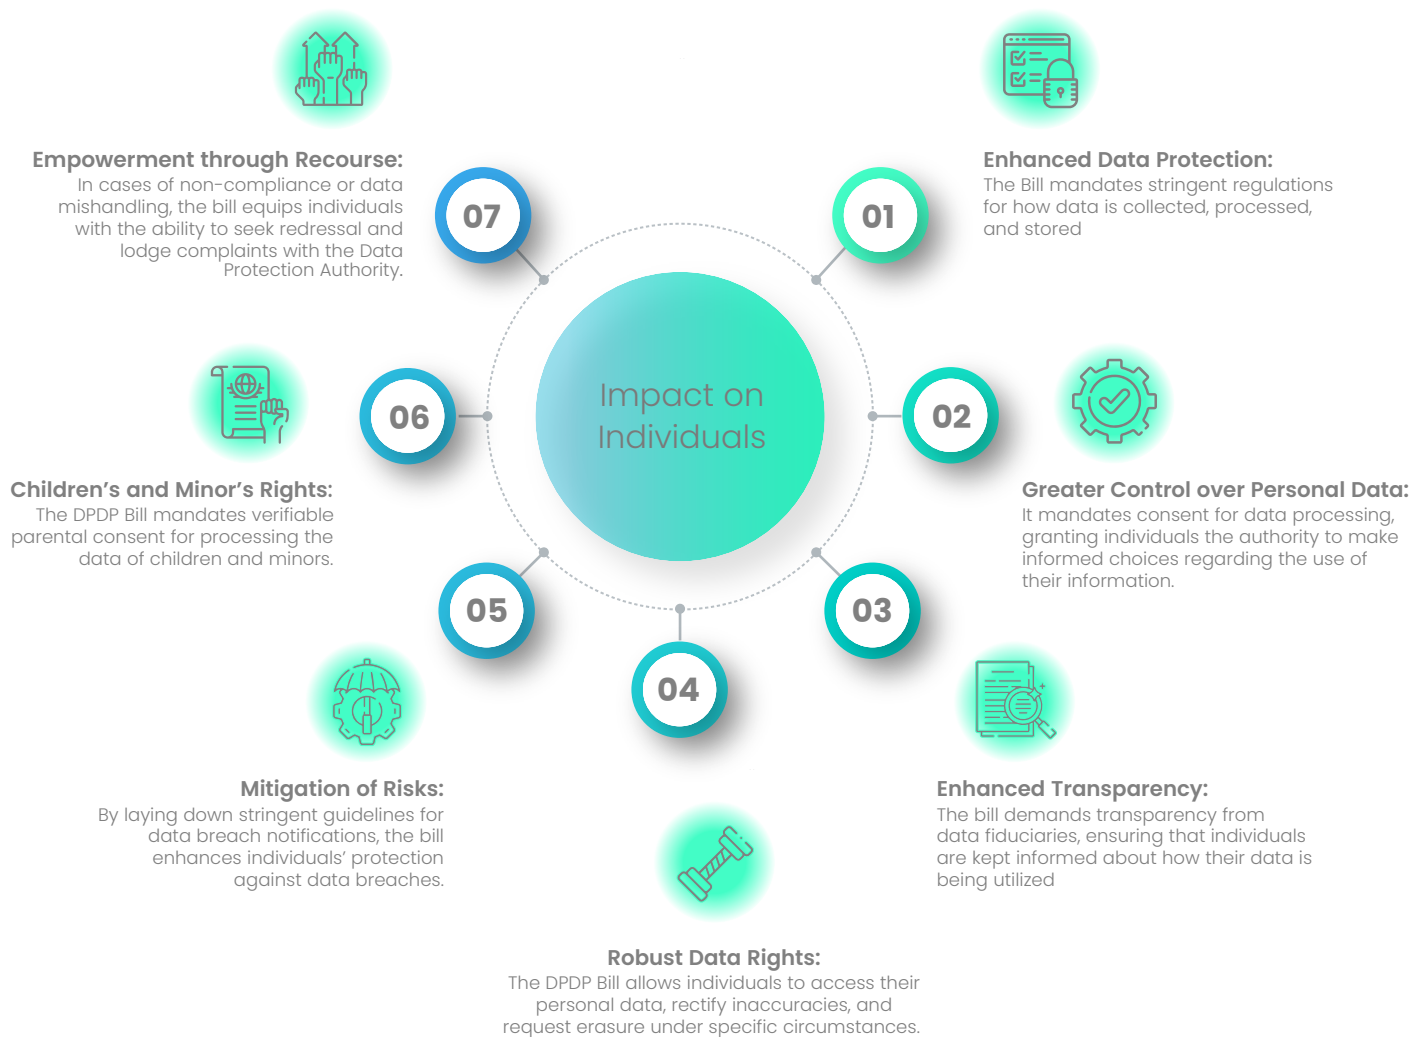 Impact on
Individuals
01
Enhanced Data Protection:
The Bill mandates stringent regulations
for how data is collected, processed,
and stored
02
Greater Control over Personal Data:
It mandates consent for data processing,
granting individuals the authority to make
informed choices regarding the use of
their information.
03
Enhanced Transparency:
The bill demands transparency from
data fiduciaries, ensuring that individuals
are kept informed about how their data is
being utilized
04
Robust Data Rights:
The DPDP Bill allows individuals to access their
personal data, rectify inaccuracies, and
request erasure under specific circumstances.
05
Mitigation of Risks:
By laying down stringent guidelines for
data breach notifications, the bill
enhances individuals’ protection
against data breaches.
06
Children’s and Minor’s Rights:
The DPDP Bill mandates verifiable
parental consent for processing the
data of children and minors.
07
Empowerment through Recourse:
In cases of non-compliance or data
mishandling, the bill equips individuals
with the ability to seek redressal and
lodge complaints with the Data
Protection Authority.